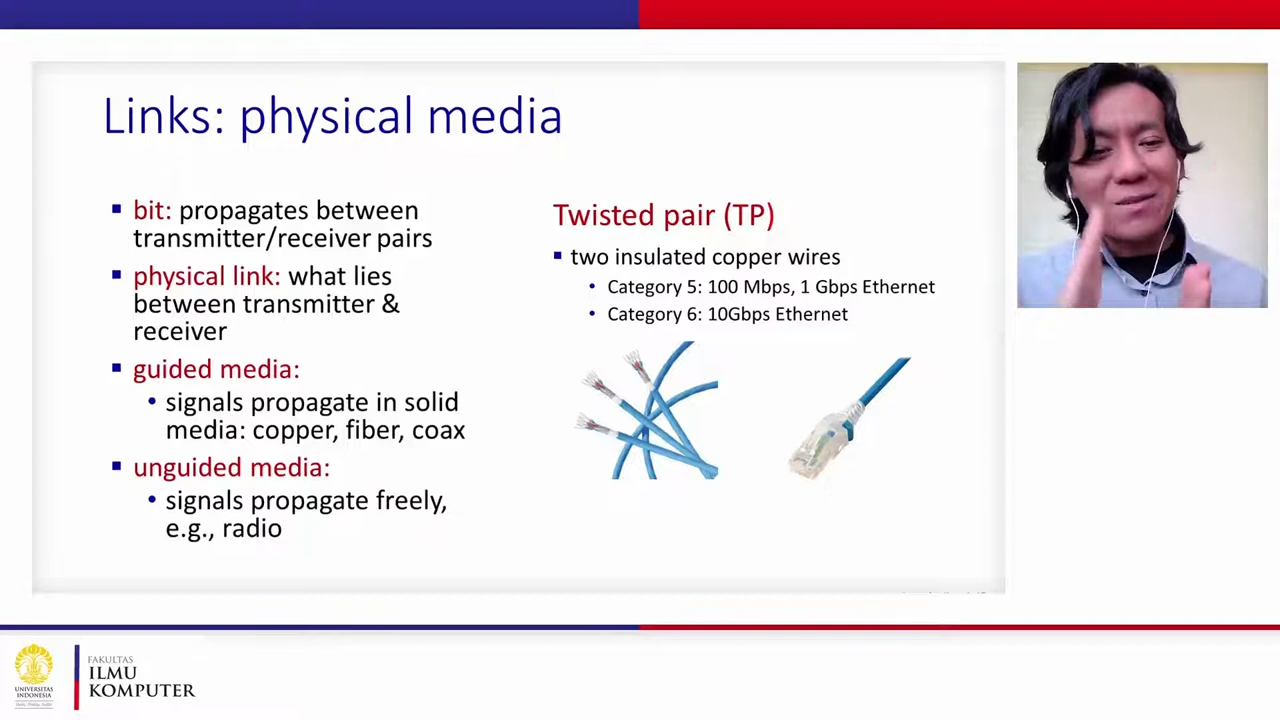 Links: physical media
bit: propagates between
transmitter/receiver pairs
physical link: what lies
between transmitter &
receiver
guided media:
signals propagate in solid
media: copper, fiber, coax
unguided media:
signals propagate freely,
e.g., radio
Twisted pair (TP)
two insulated copper wires
Category 5: 100 Mbps, 1 Gbps Ethernet
Category 6: 10Gbps Ethernet
UNIVERSITAS
INDONESIA
FAKULTAS
ILMU
KOMPUTER